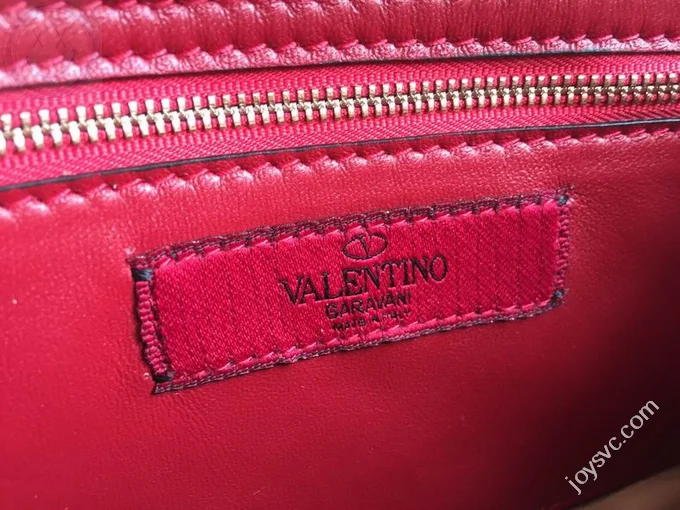 VALENTINO
GARAVANI
MADE IN ITALY
joysvc.com